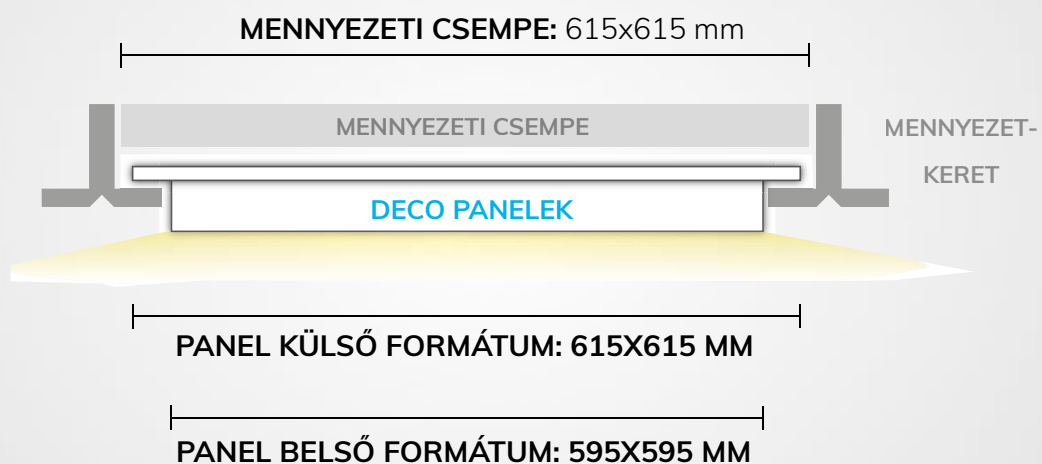 MENNYEZETI CSEMPE: 615x615 mm
MENNYEZETI CSEMPE
MENNYEZET-
KERET
DECO PANELEK
PANEL KÜLSŐ FORMÁTUM: 615X615 MM
PANEL BELSŐ FORMÁTUM: 595X595 MM